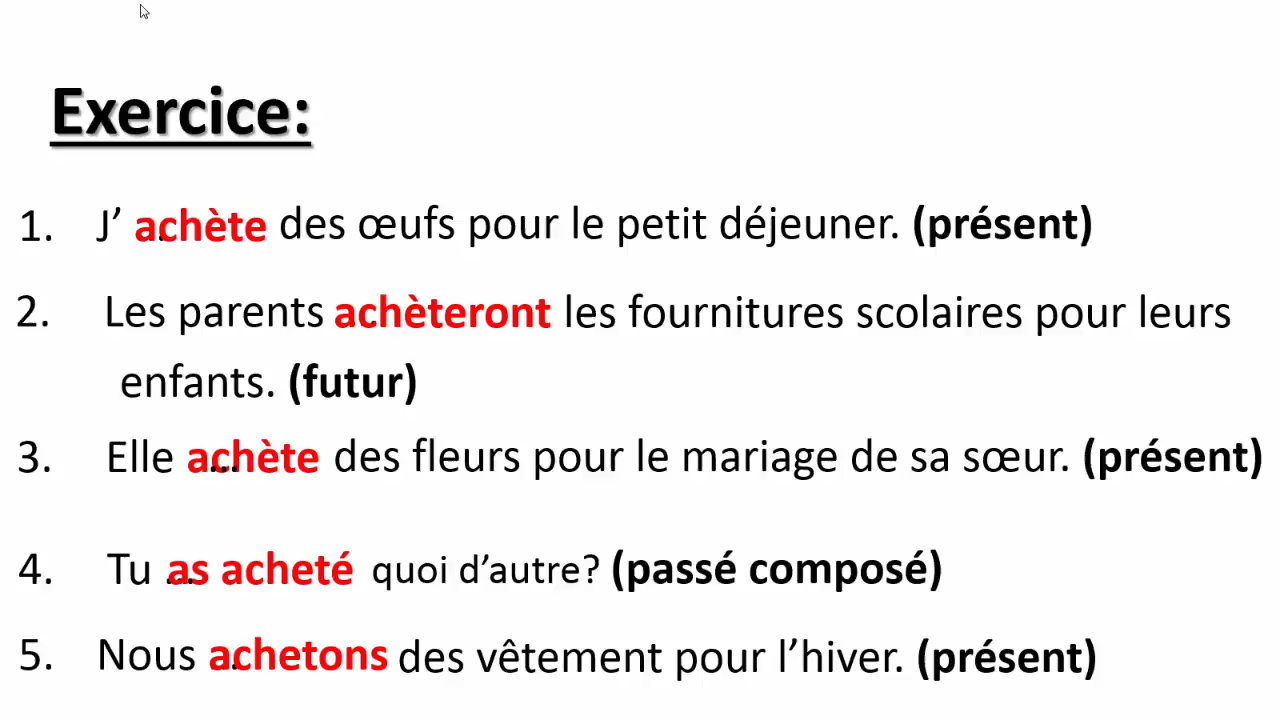 Exercice:
1. J’ achète des œufs pour le petit déjeuner. (présent)
2. Les parents achèteront les fournitures scolaires pour leurs
enfants. (futur)
3. Elle achète des fleurs pour le mariage de sa sœur. (présent)
4. Tu as acheté quoi d’autre? (passé composé)
5. Nous achetons des vêtement pour l’hiver. (présent)